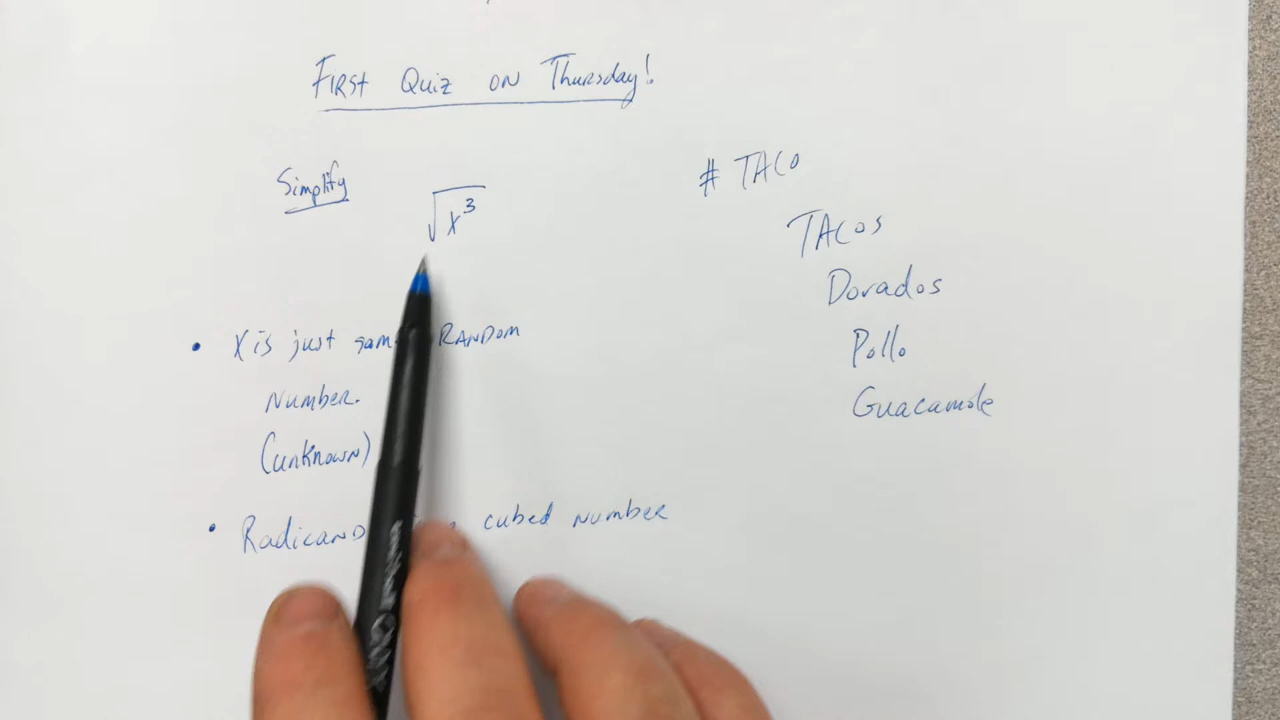 First Quiz on Thursday!
Simplify
√x³
# TACO
TACOS
Dorados
Pollo
Guacamole
• X is just RANDOM
Number.
(unknown)
• Radicand cubed number